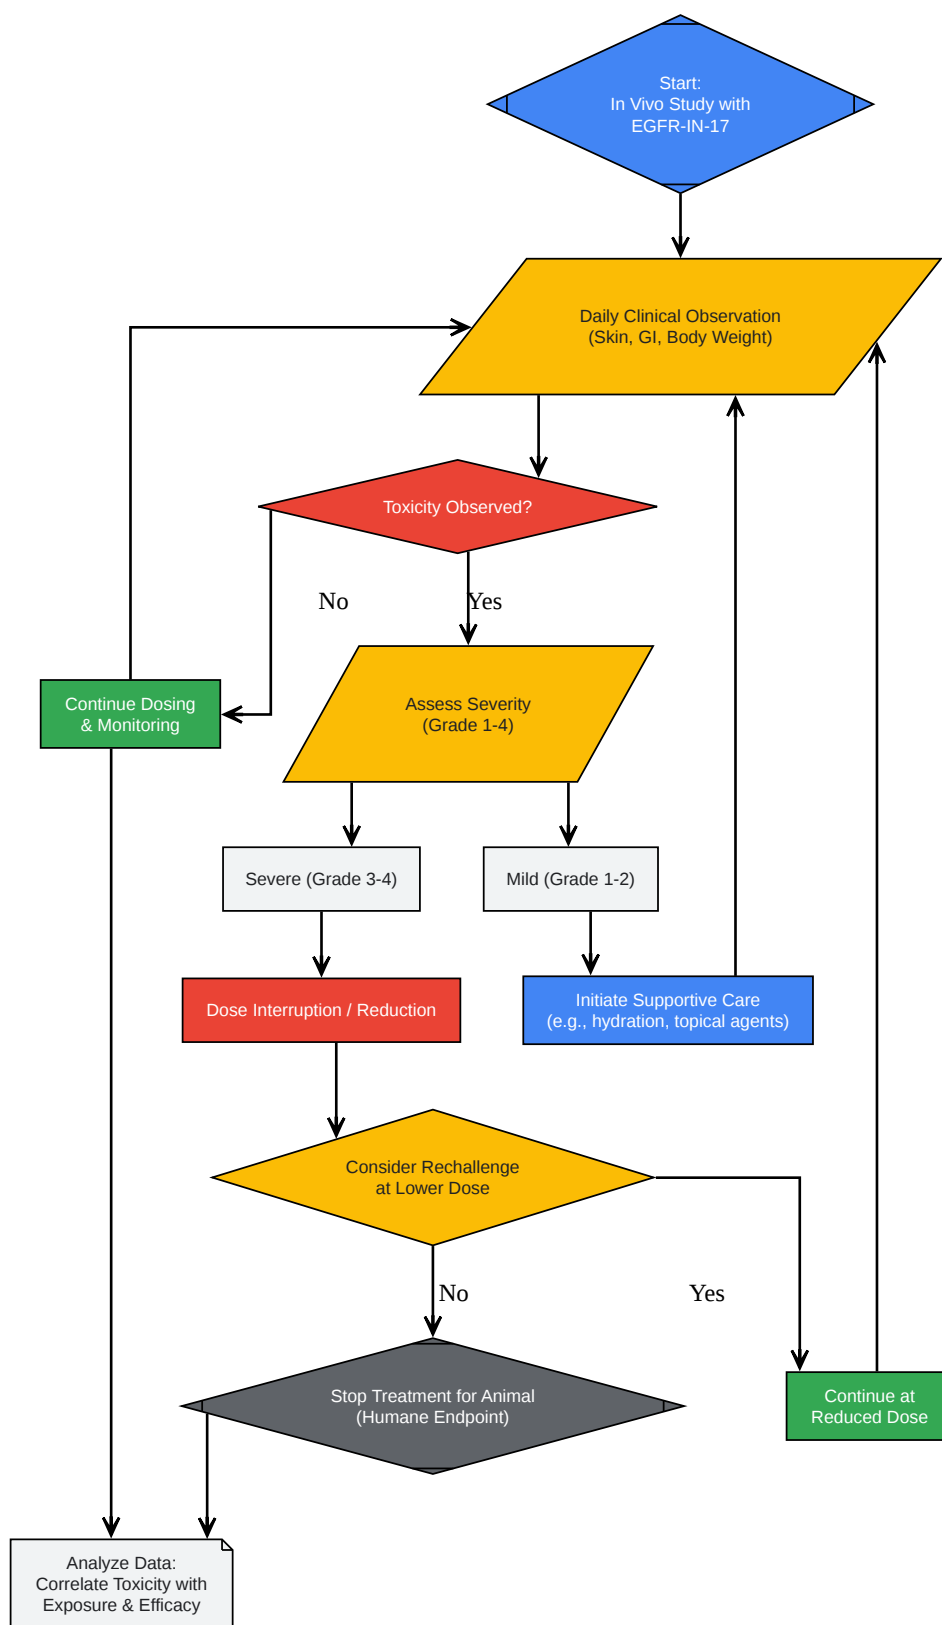 Start:
In Vivo Study with
EGFR-IN-17
Daily Clinical Observation
(Skin, GI, Body Weight)
Toxicity Observed?
No
Yes
Continue Dosing
& Monitoring
Assess Severity
(Grade 1-4)
Severe (Grade 3-4)
Mild (Grade 1-2)
Dose Interruption / Reduction
Initiate Supportive Care
(e.g., hydration, topical agents)
Consider Rechallenge
at Lower Dose
No
Yes
Stop Treatment for Animal
(Humane Endpoint)
Continue at
Reduced Dose
Analyze Data:
Correlate Toxicity with
Exposure & Efficacy